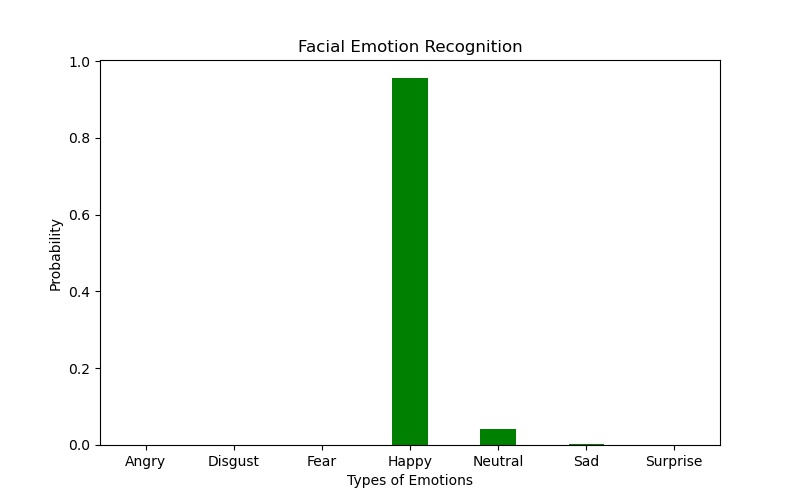 Facial Emotion Recognition
1.0
0.8
0.6
0.4
0.2
0.0
Probability
Angry Disgust Fear Happy Neutral Sad Surprise
Types of Emotions